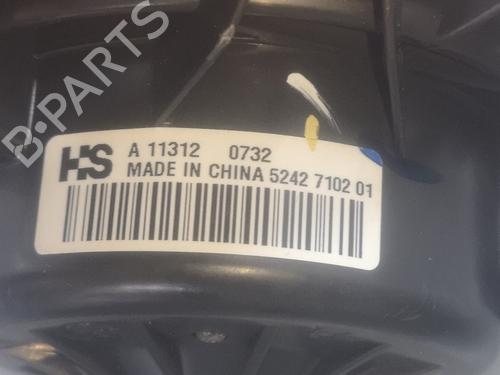 B-PARTS
HS
A 11312 0732
MADE IN CHINA 5242 7102 01